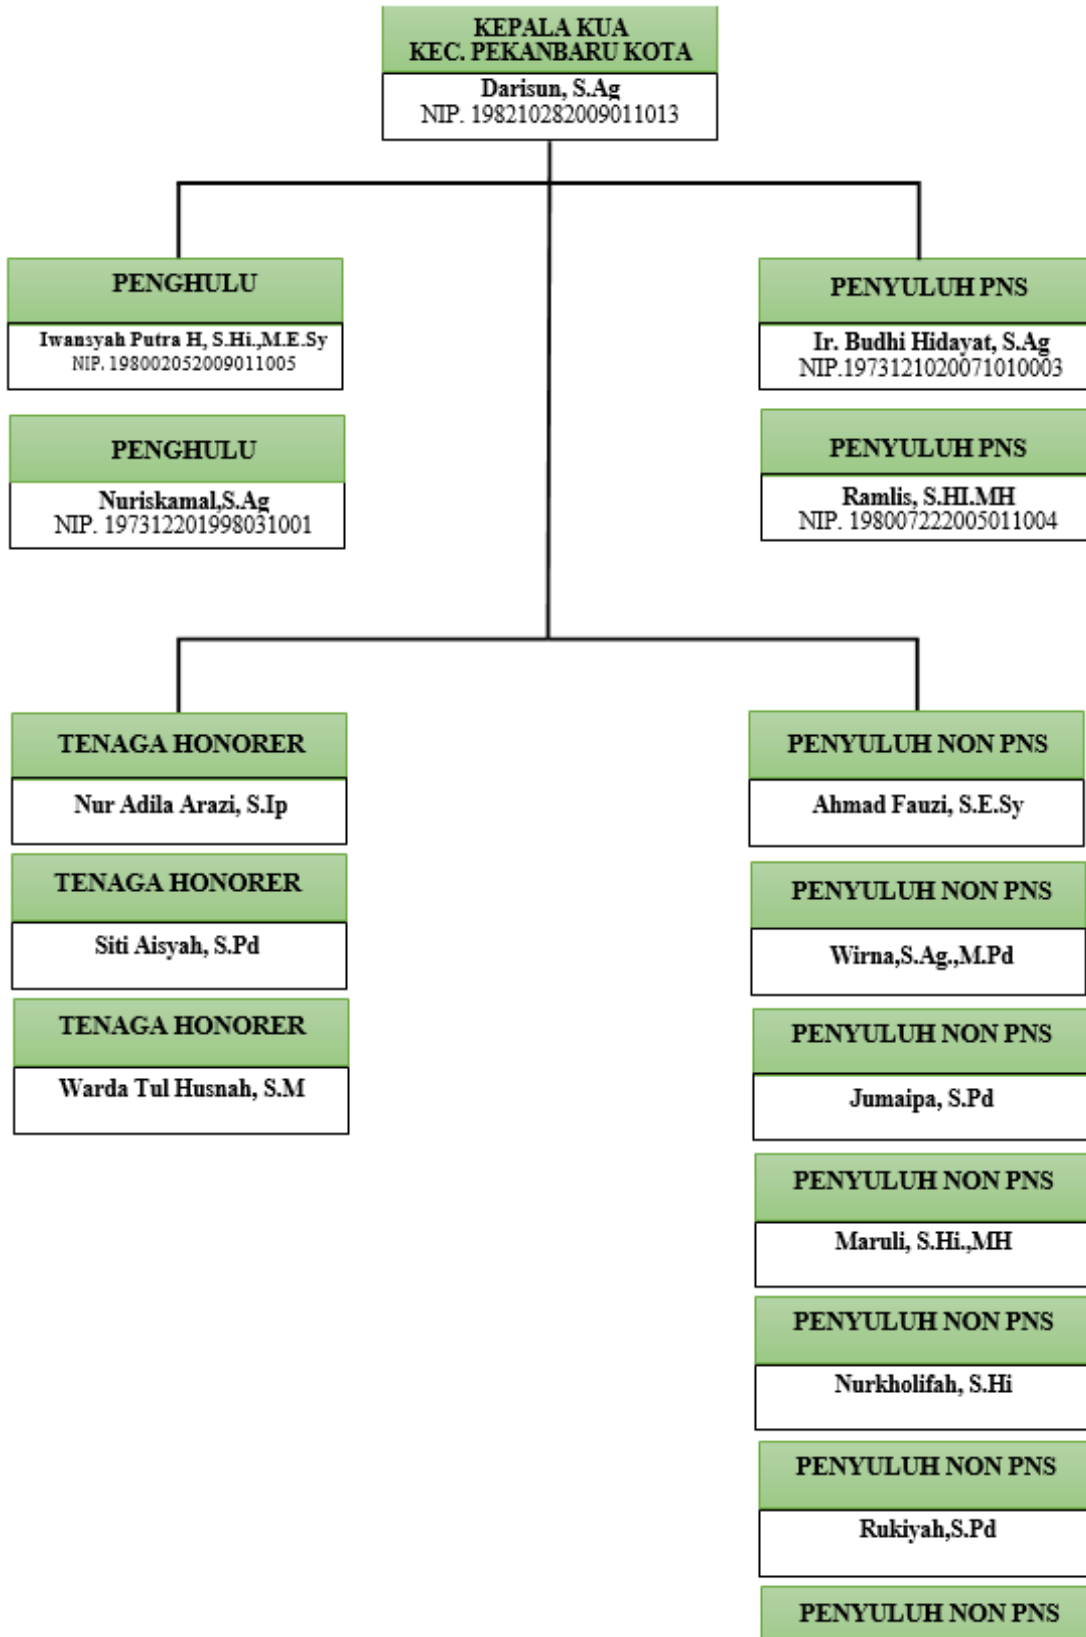 KEPALA KUA
KEC. PEKANBARU KOTA
Darisun, S.Ag
NIP. 198210282009011013
PENGHULU
Iwansyah Putra H, S.Hi.,M.E.Sy
NIP. 198002052009011005
PENGHULU
Nuriskamal,S.Ag
NIP. 197312201998031001
PENYULUH PNS
Ir. Budhi Hidayat, S.Ag
NIP.1973121020071010003
PENYULUH PNS
Ramlis, S.HI.MH
NIP. 198007222005011004
TENAGA HONORER
Nur Adila Arazi, S.Ip
TENAGA HONORER
Siti Aisyah, S.Pd
TENAGA HONORER
Warda Tul Husnah, S.M
PENYULUH NON PNS
Ahmad Fauzi, S.E.Sy
PENYULUH NON PNS
Wirna,S.Ag.,M.Pd
PENYULUH NON PNS
Jumaipa, S.Pd
PENYULUH NON PNS
Maruli, S.Hi.,MH
PENYULUH NON PNS
Nurkholifah, S.Hi
PENYULUH NON PNS
Rukiyah,S.Pd
PENYULUH NON PNS